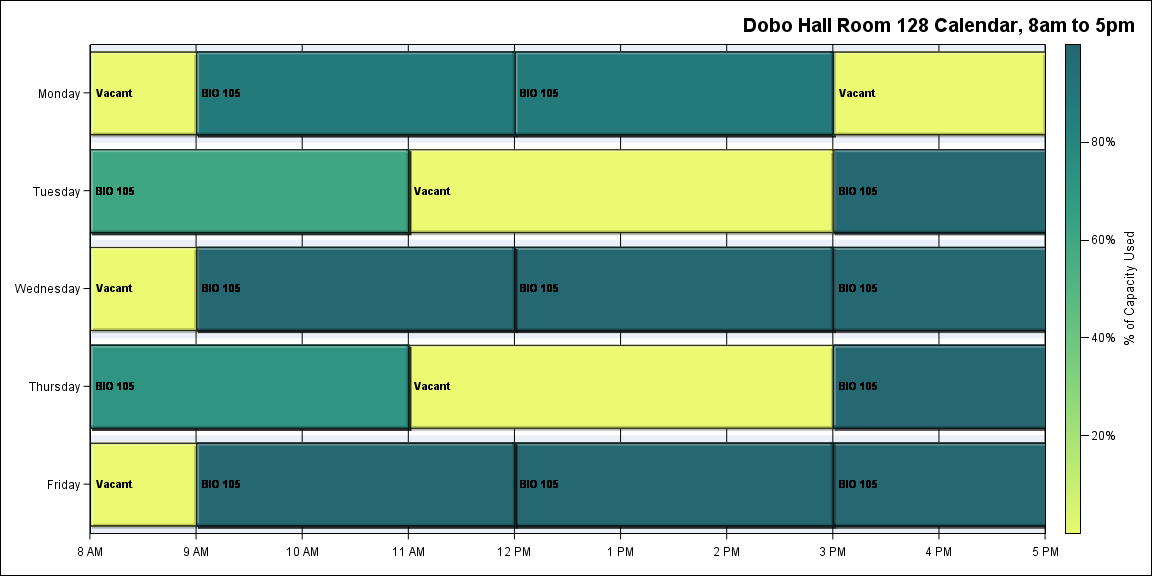 Dobo Hall Room 128 Calendar, 8am to 5pm
Monday
Vacant
BIO 105
BIO 105
Vacant
Tuesday
BIO 105
Vacant
BIO 105
Wednesday
Vacant
BIO 105
BIO 105
BIO 105
Thursday
BIO 105
Vacant
BIO 105
Friday
Vacant
BIO 105
BIO 105
BIO 105
8 AM
9 AM
10 AM
11 AM
12 PM
1 PM
2 PM
3 PM
4 PM
5 PM
80%
60%
40%
20%
% of Capacity Used